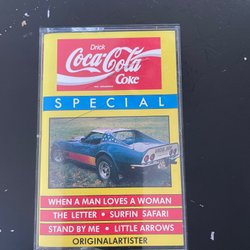 Drick
Coca-Cola
Coke
SPECIAL
WHEN A MAN LOVES A WOMAN
THE LETTER • SURFIN SAFARI
STAND BY ME • LITTLE ARROWS
ORIGINALARTISTER